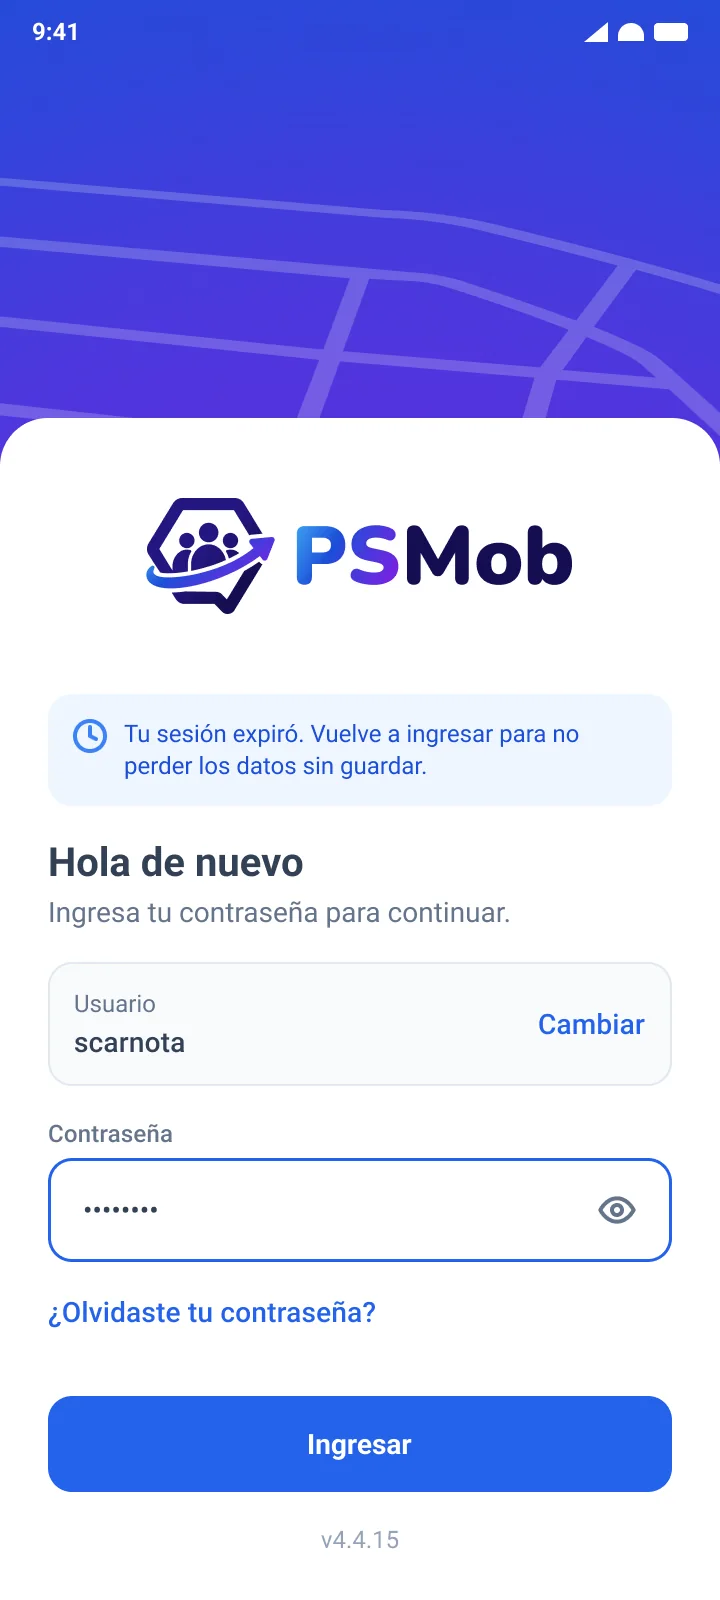 9:41
PSMob
Tu sesión expiró. Vuelve a ingresar para no
perder los datos sin guardar.
Hola de nuevo
Ingresa tu contraseña para continuar.
Usuario
scarnota
Cambiar
Contraseña
••••••••
¿Olvidaste tu contraseña?
Ingresar
v4.4.15